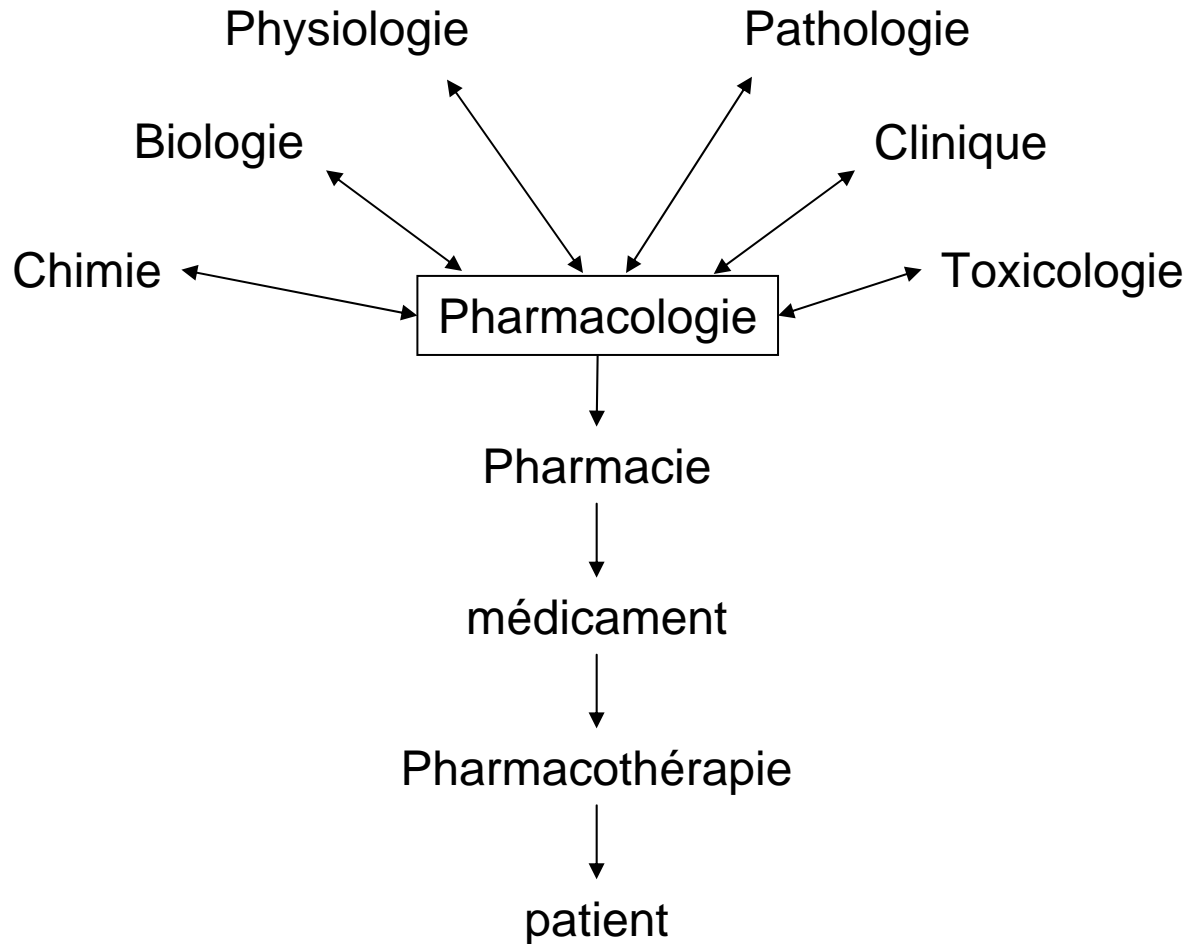 Physiologie
Pathologie
Biologie
Clinique
Chimie
Toxicologie
Pharmacologie
Pharmacie
médicament
Pharmacothérapie
patient